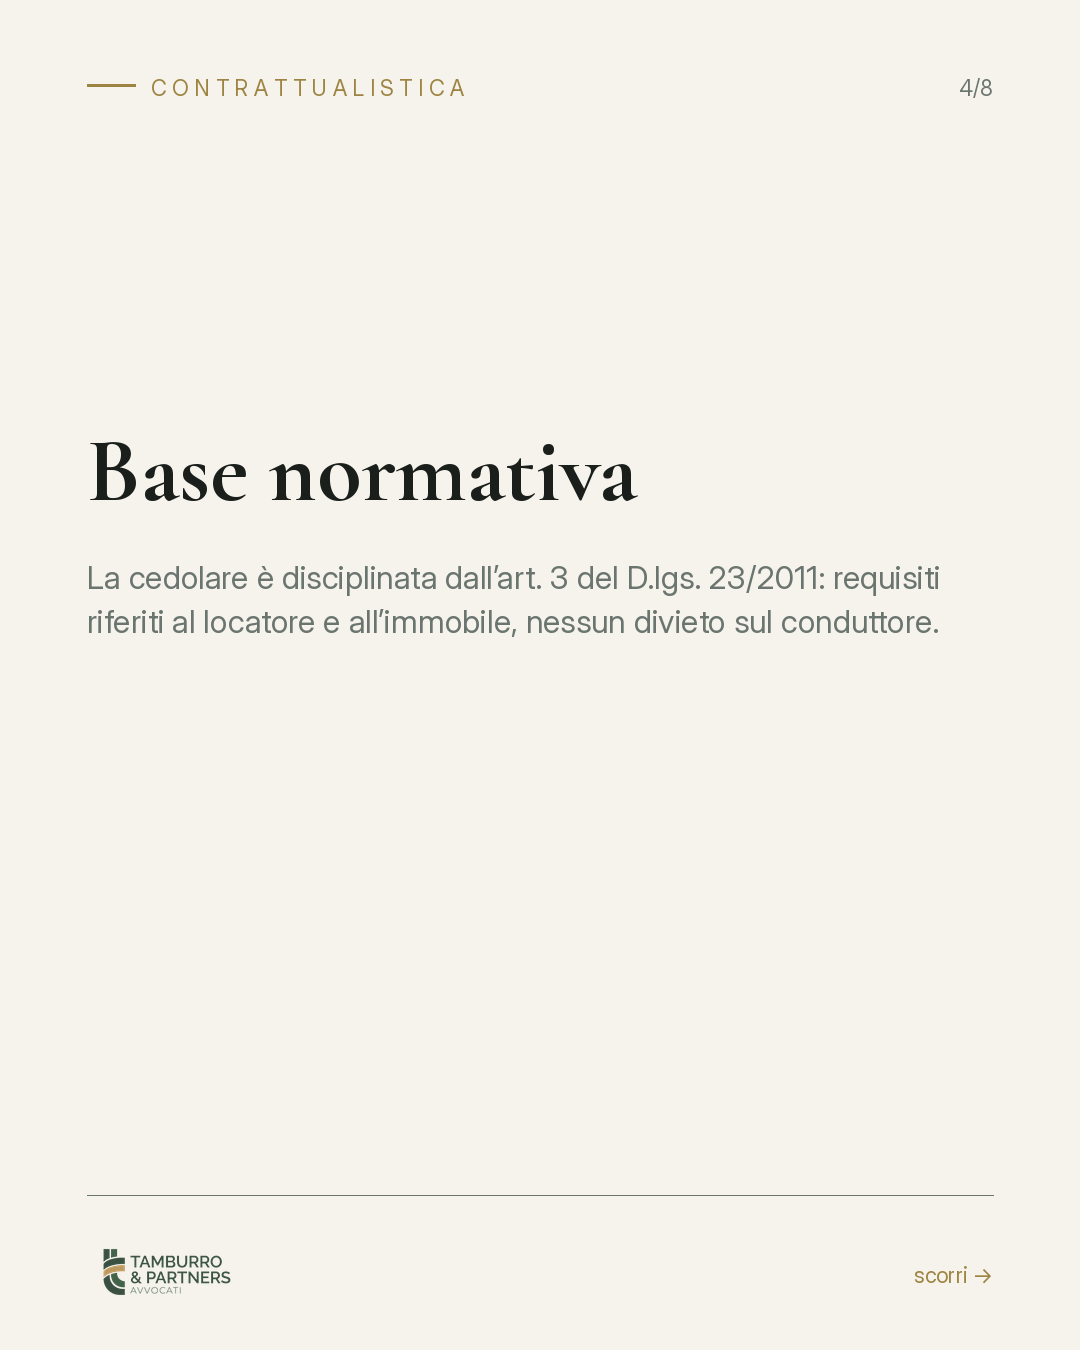 CONTRATTUALISTICA
4/8
Base normativa
La cedolare è disciplinata dall’art. 3 del D.lgs. 23/2011: requisiti
riferiti al locatore e all’immobile, nessun divieto sul conduttore.
TAMBURRO
& PARTNERS
AVVOCATI
scorri →